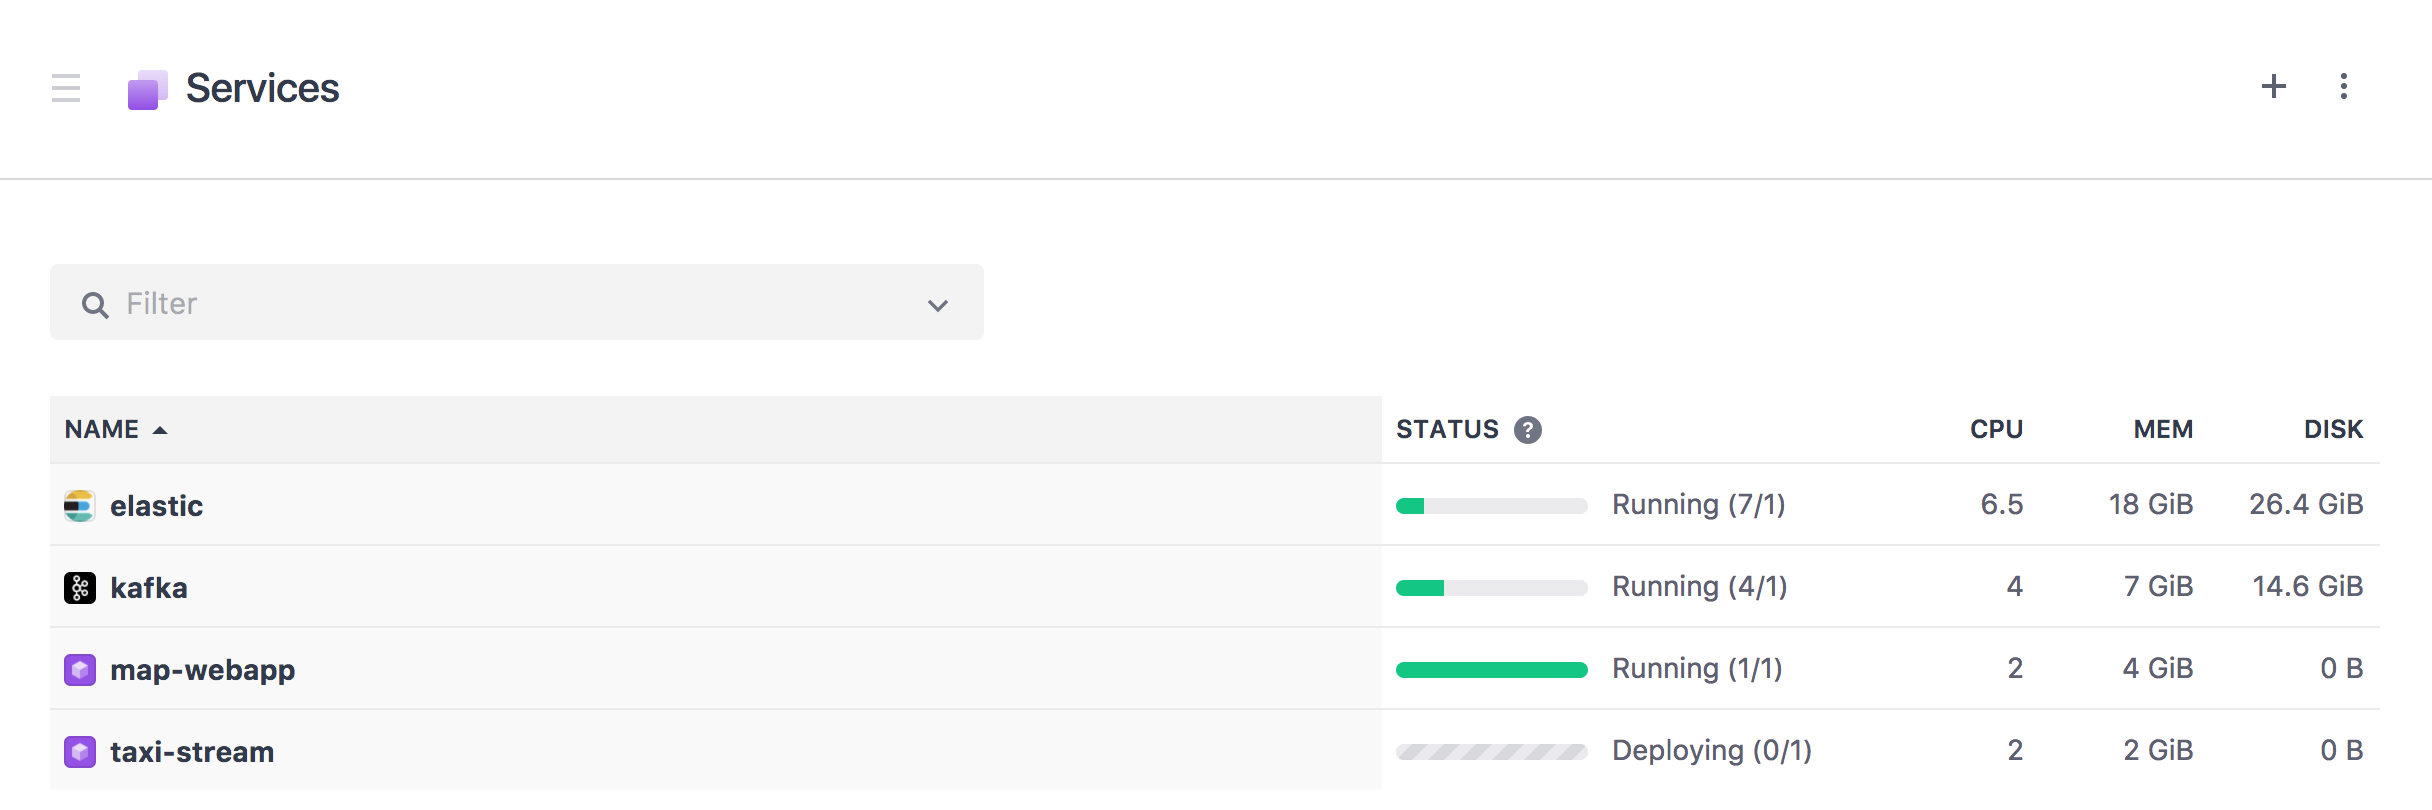 Services
Filter
NAME STATUS ? CPU MEM DISK
elastic Running (7/1) 6.5 18 GiB 26.4 GiB
kafka Running (4/1) 4 7 GiB 14.6 GiB
map-webapp Running (1/1) 2 4 GiB 0 B
taxi-stream Deploying (0/1) 2 2 GiB 0 B